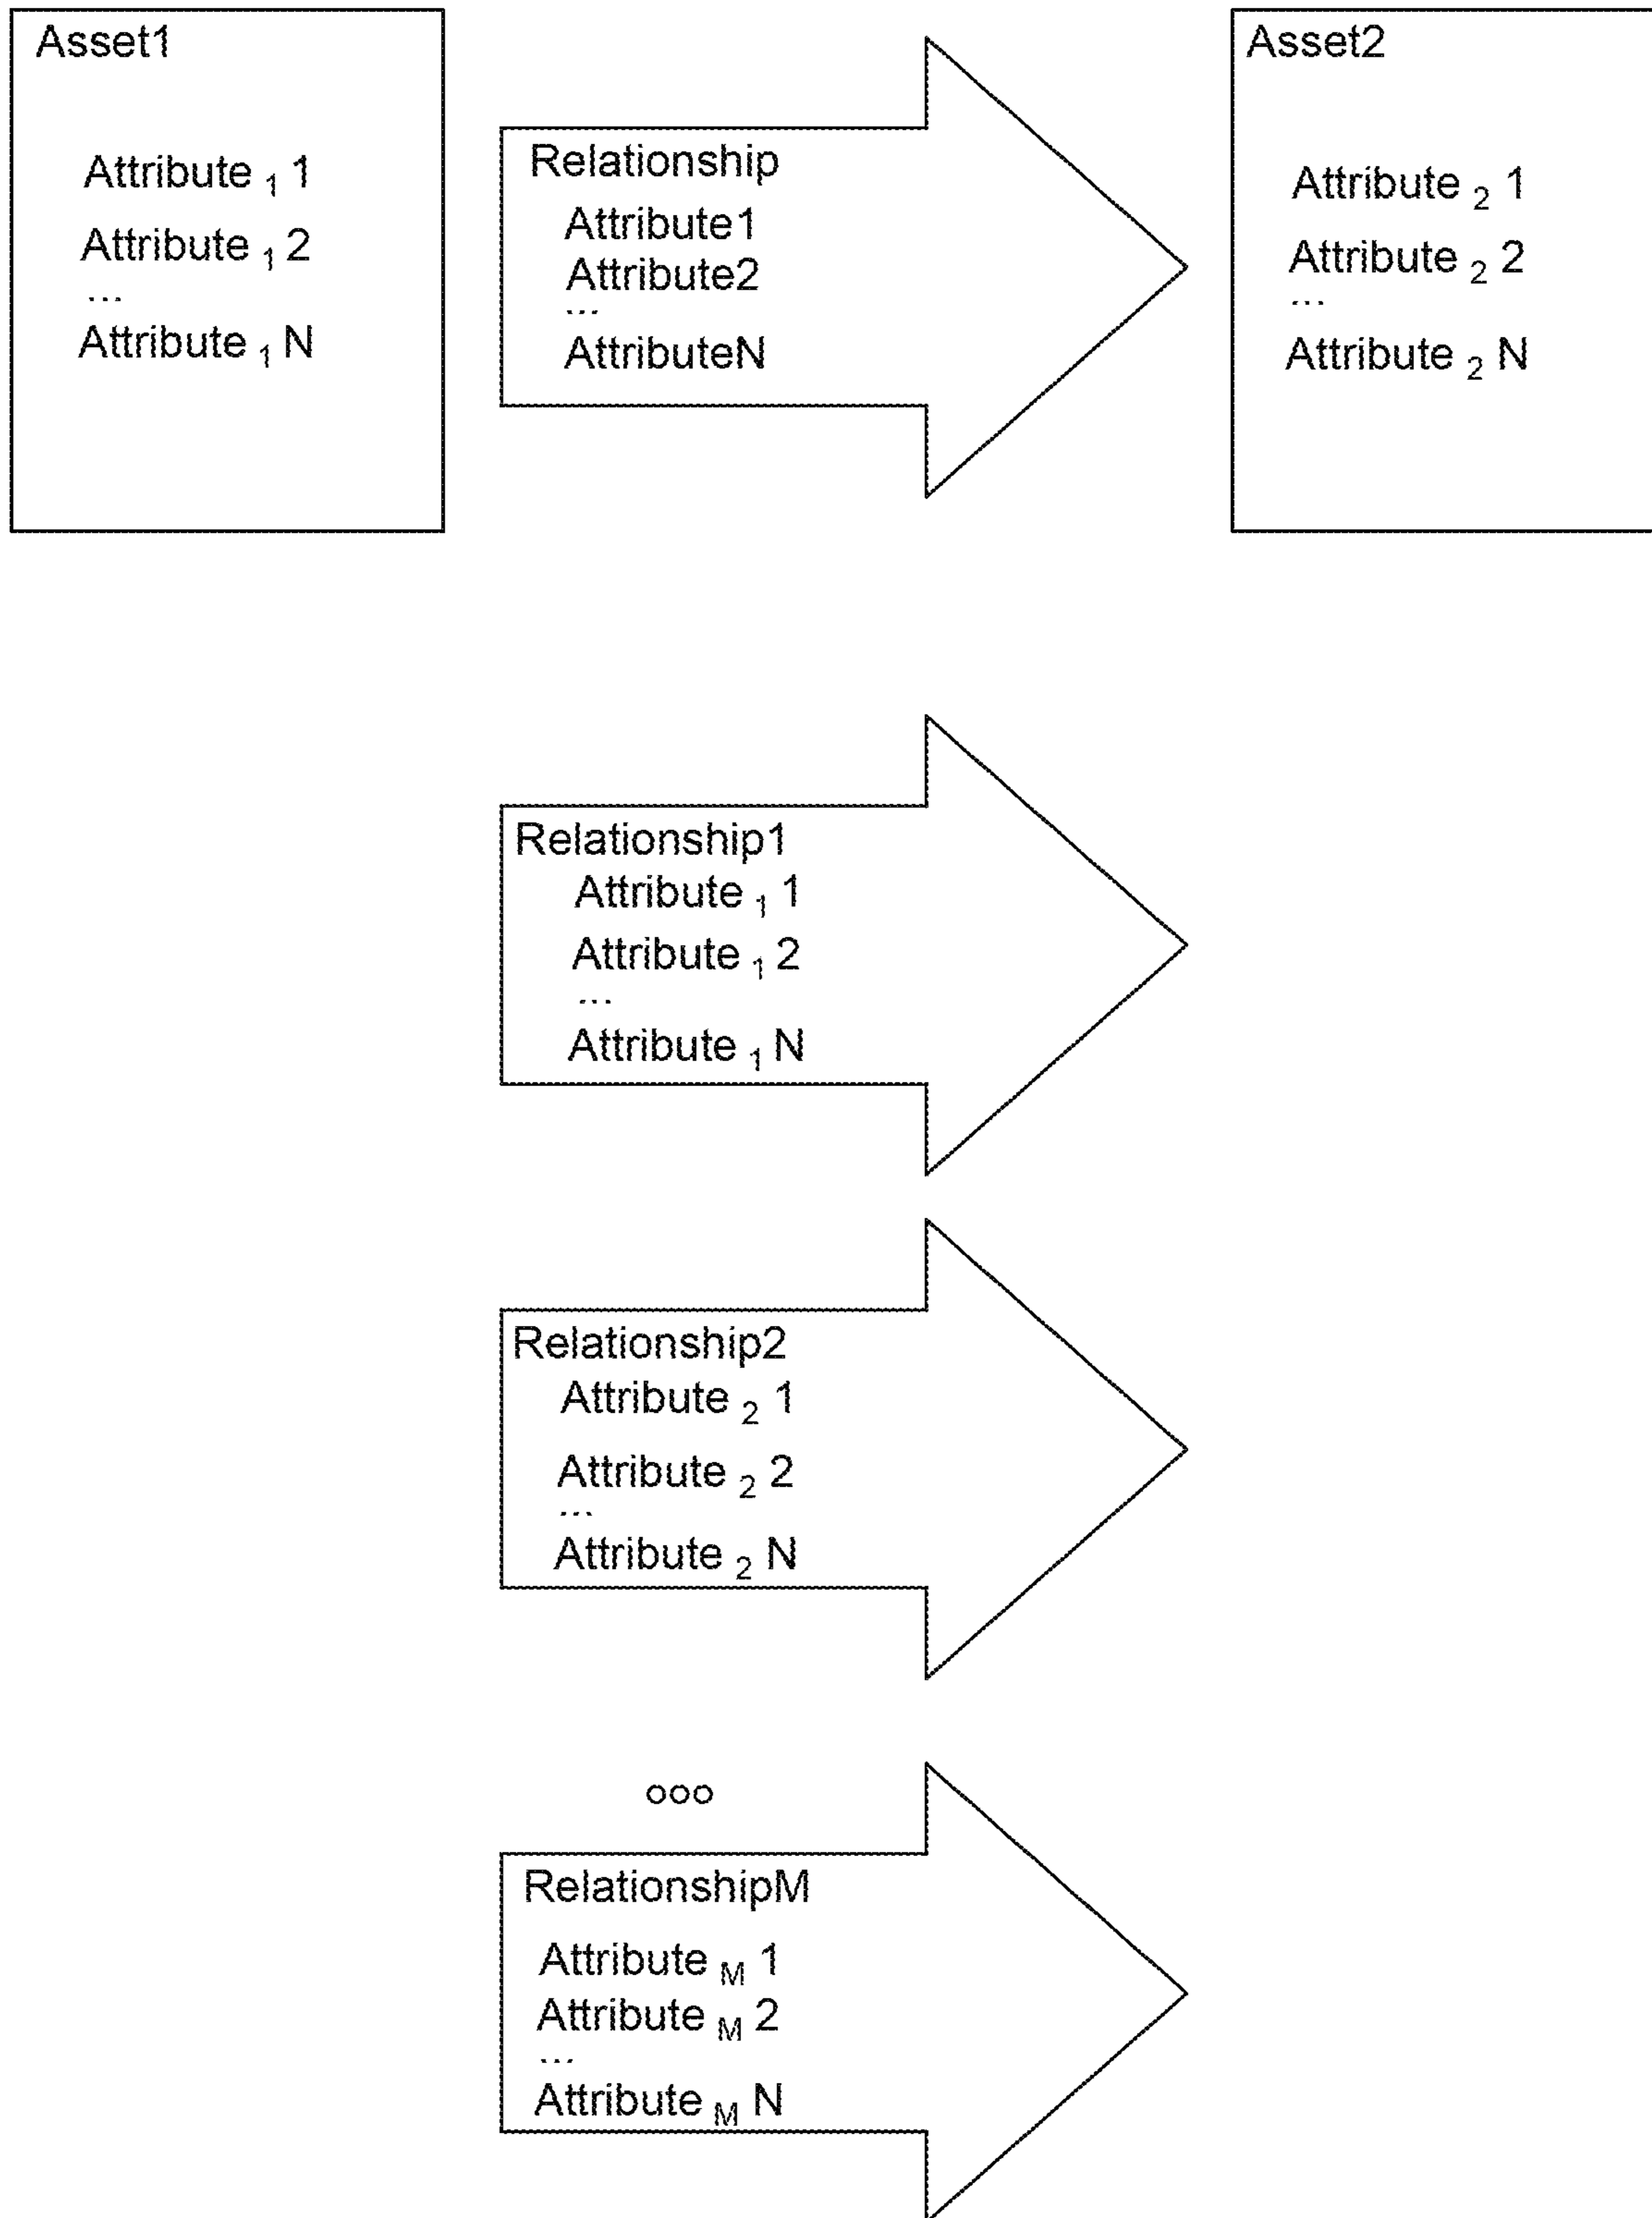 Asset1
Attribute ₁ 1
Attribute ₁ 2
...
Attribute ₁ N
Relationship
Attribute1
Attribute2
...
AttributeN
Asset2
Attribute ₂ 1
Attribute ₂ 2
...
Attribute ₂ N
Relationship1
Attribute ₁ 1
Attribute ₁ 2
...
Attribute ₁ N
Relationship2
Attribute ₂ 1
Attribute ₂ 2
...
Attribute ₂ N
ooo
RelationshipM
Attribute M 1
Attribute M 2
...
Attribute M N